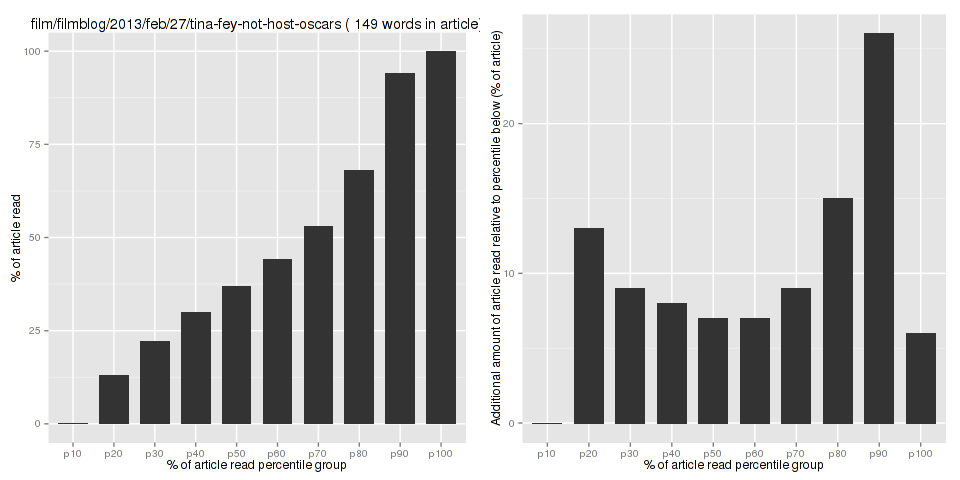 film/filmblog/2013/feb/27/tina-fey-not-host-oscars ( 149 words in article)
% of article read
100
75
50
25
0
p10 p20 p30 p40 p50 p60 p70 p80 p90 p100
% of article read percentile group
Additional amount of article read relative to percentile below (% of article)
20
10
0
p10 p20 p30 p40 p50 p60 p70 p80 p90 p100
% of article read percentile group